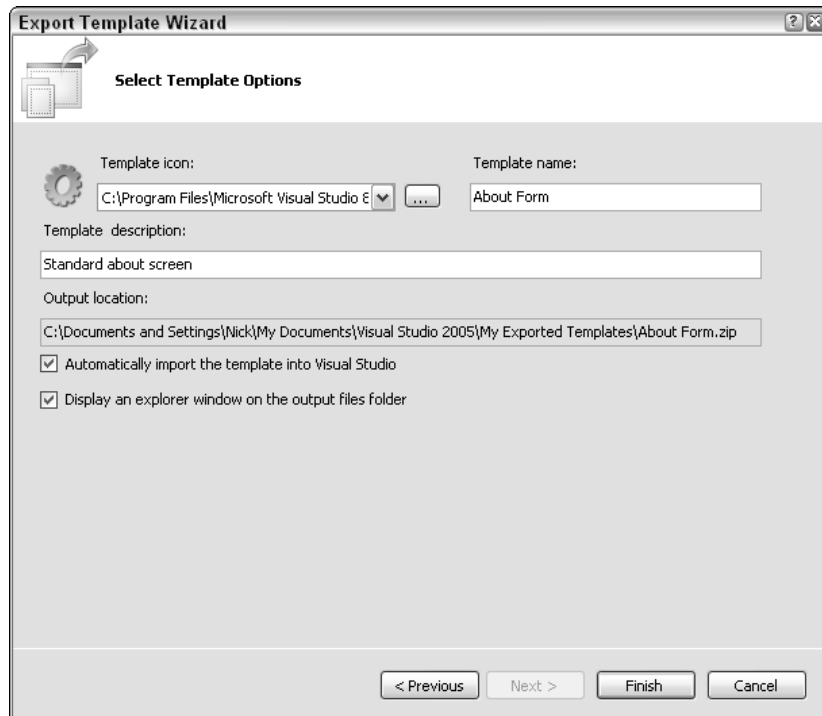 Export Template Wizard
Select Template Options
Template icon:
Template name:
C:\Program Files\Microsoft Visual Studio 8
...
About Form
Template description:
Standard about screen
Output location:
C:\Documents and Settings\Nick\My Documents\Visual Studio 2005\My Exported Templates\About Form.zip
Automatically import the template into Visual Studio
Display an explorer window on the output files folder
< Previous
Next >
Finish
Cancel